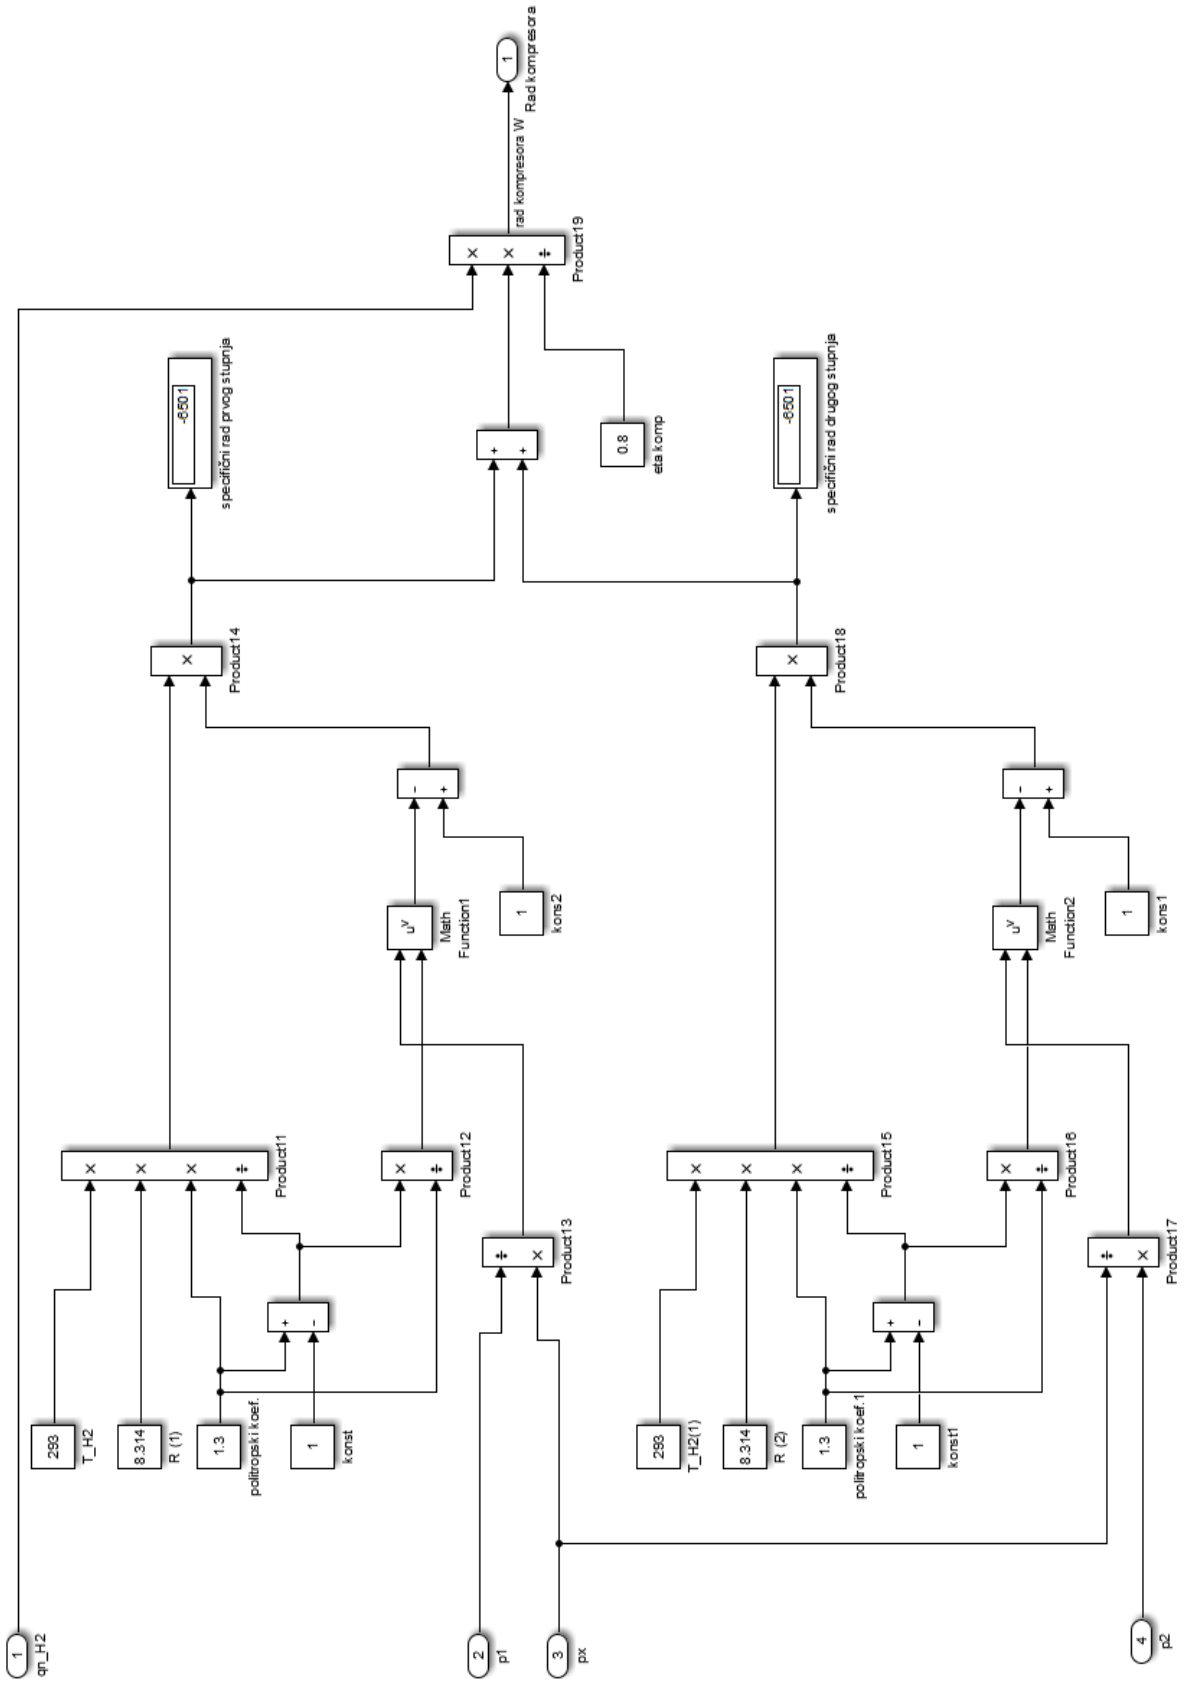 1
qn_H2
2
p1
3
px
4
p2
293
T_H2
8.314
R (1)
1.3
politropski koef.
1
konst
+
-
×
×
×
÷
Product11
×
÷
Product12
÷
×
Product13
u^v
Math
Function1
1
kons2
-
+
×
Product14
-6501
specifični rad prvog stupnja
293
T_H2(1)
8.314
R (2)
1.3
politropski koef.1
1
konst1
+
-
×
×
×
÷
Product15
×
÷
Product16
÷
×
Product17
u^v
Math
Function2
1
kons1
-
+
×
Product18
-6501
specifični rad drugog stupnja
+
+
0.8
eta komp
×
×
÷
Product19
rad kompresora W
1
Rad kompresora